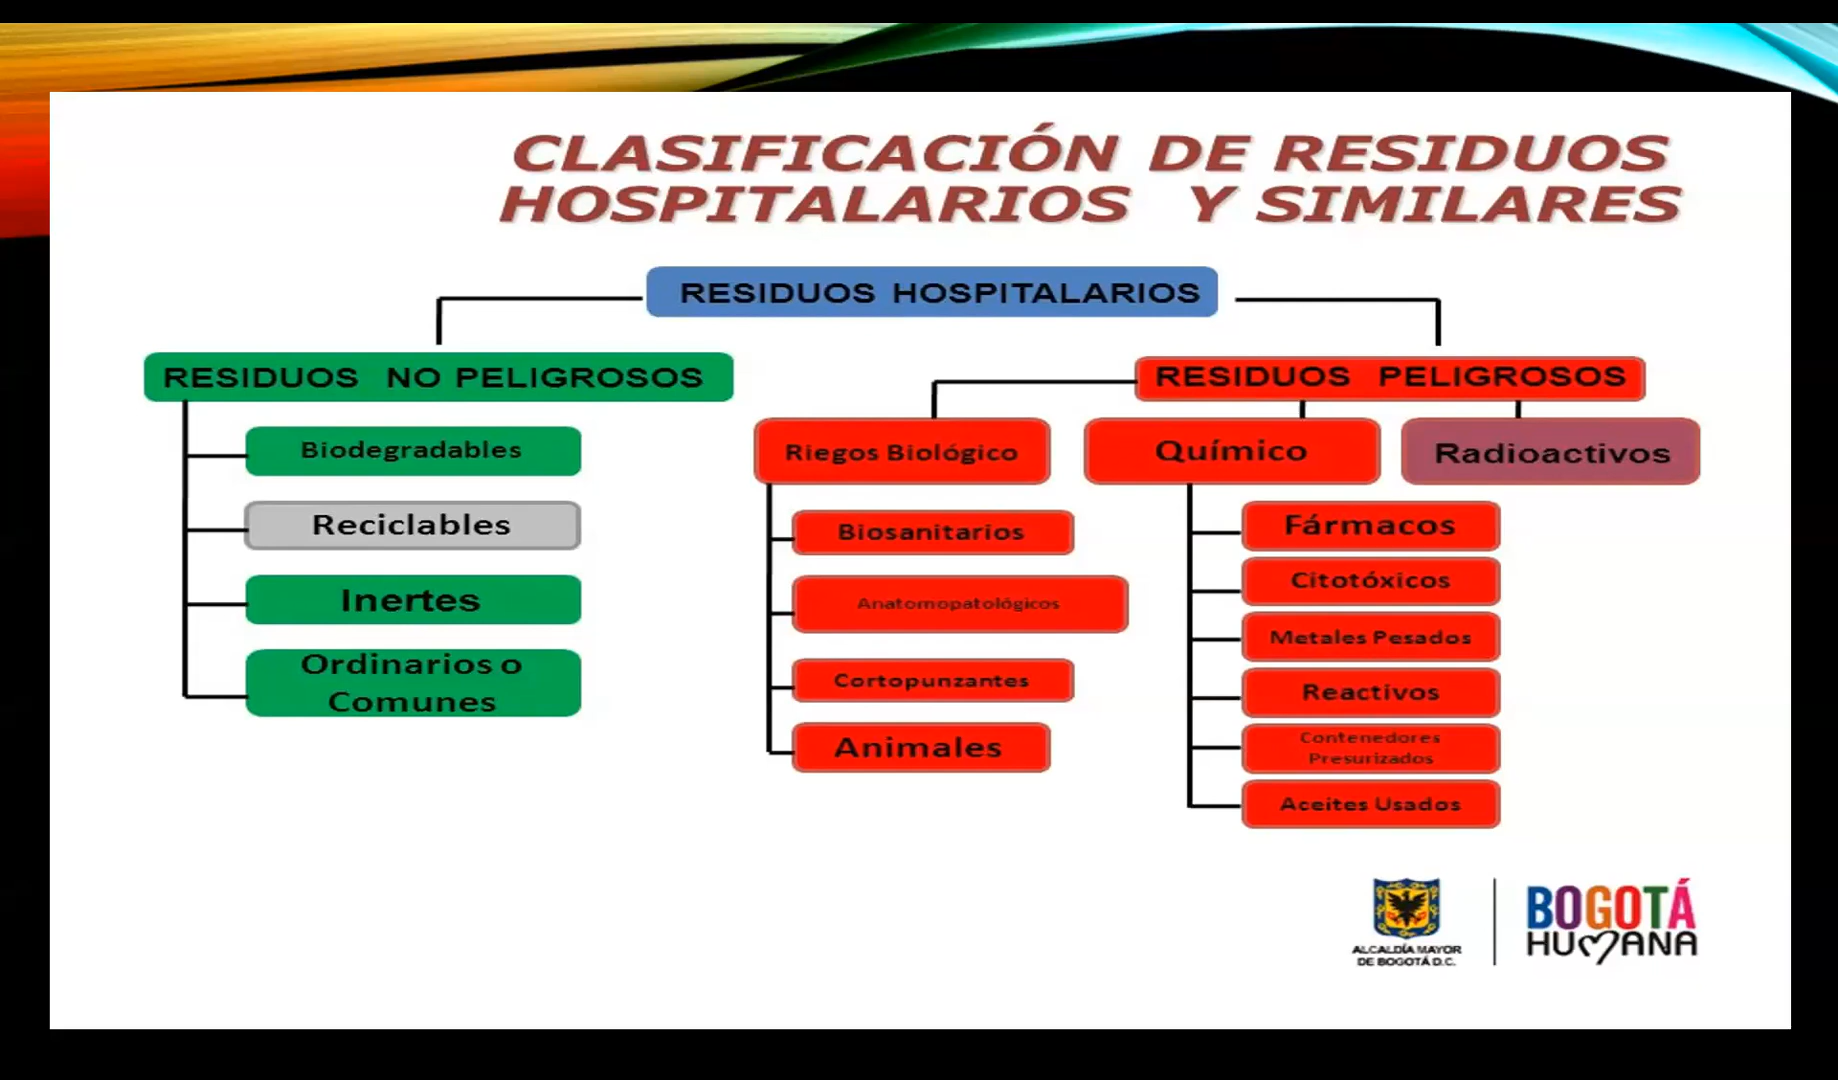 CLASIFICACIÓN DE RESIDUOS
HOSPITALARIOS Y SIMILARES
RESIDUOS HOSPITALARIOS
RESIDUOS NO PELIGROSOS
Biodegradables
Reciclables
Inertes
Ordinarios o
Comunes
RESIDUOS PELIGROSOS
Riegos Biológico
Biosanitarios
Anatomopatológicos
Cortopunzantes
Animales
Químico
Fármacos
Citotóxicos
Metales Pesados
Reactivos
Contenedores
Presurizados
Aceites Usados
Radioactivos
ALCALDÍA MAYOR
DE BOGOTÁ D.C.
BOGOTÁ
HUMANA